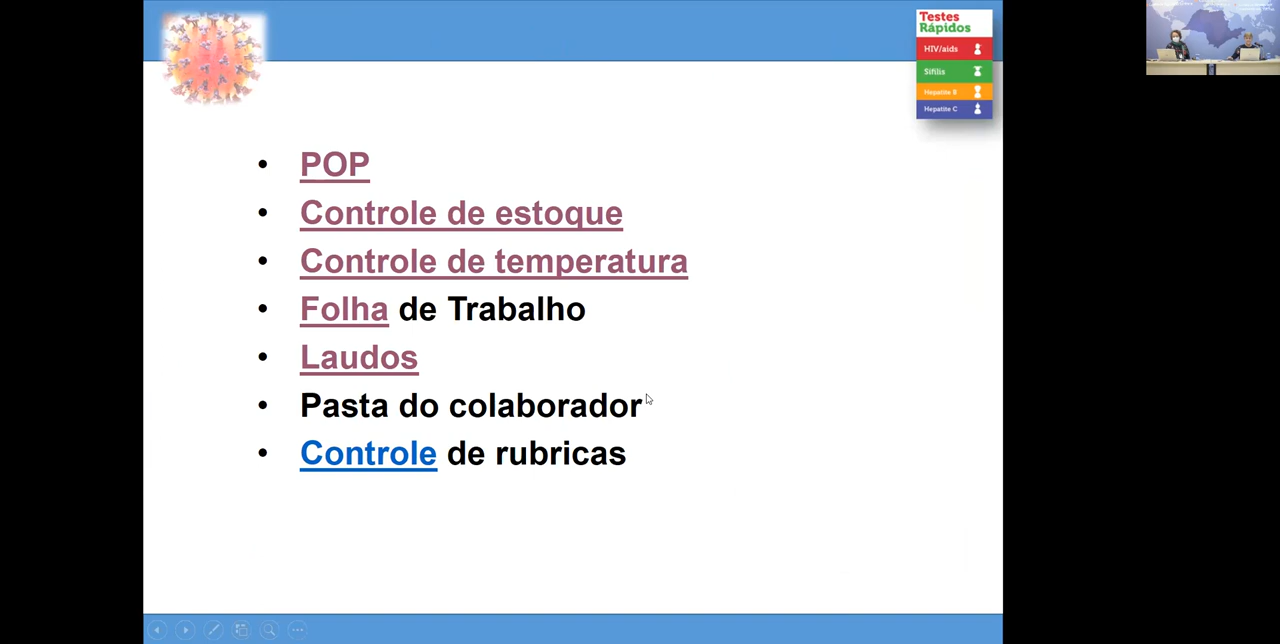 Testes
Rápidos
HIV/aids
Sífilis
Hepatite B
Hepatite C
POP
Controle de estoque
Controle de temperatura
Folha de Trabalho
Laudos
Pasta do colaborador
Controle de rubricas